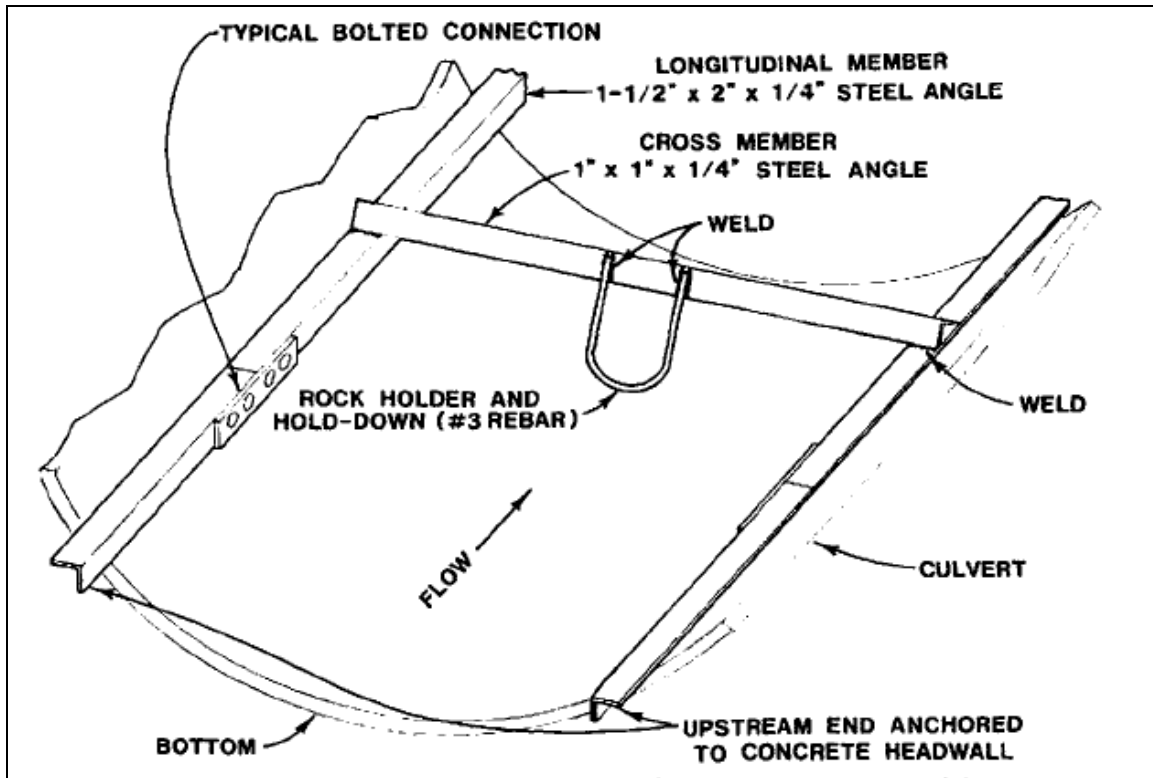 TYPICAL BOLTED CONNECTION
LONGITUDINAL MEMBER
1-1/2" x 2" x 1/4" STEEL ANGLE
CROSS MEMBER
1" x 1" x 1/4" STEEL ANGLE
WELD
ROCK HOLDER AND
HOLD-DOWN (#3 REBAR)
WELD
FLOW
CULVERT
BOTTOM
UPSTREAM END ANCHORED
TO CONCRETE HEADWALL